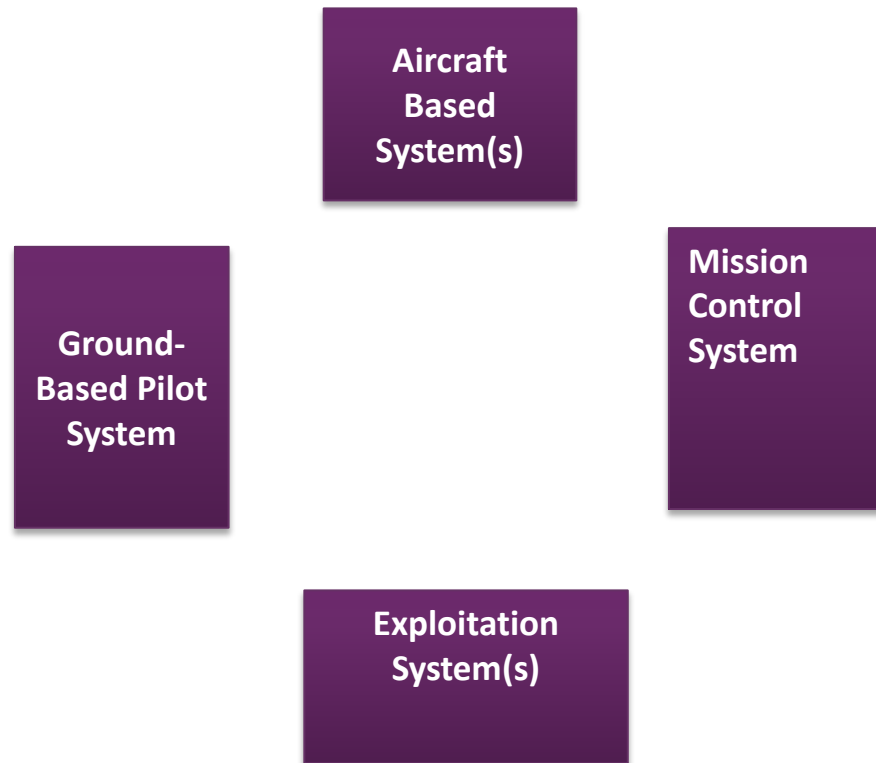 Aircraft
Based
System(s)
Ground-
Based Pilot
System
Mission
Control
System
Exploitation
System(s)